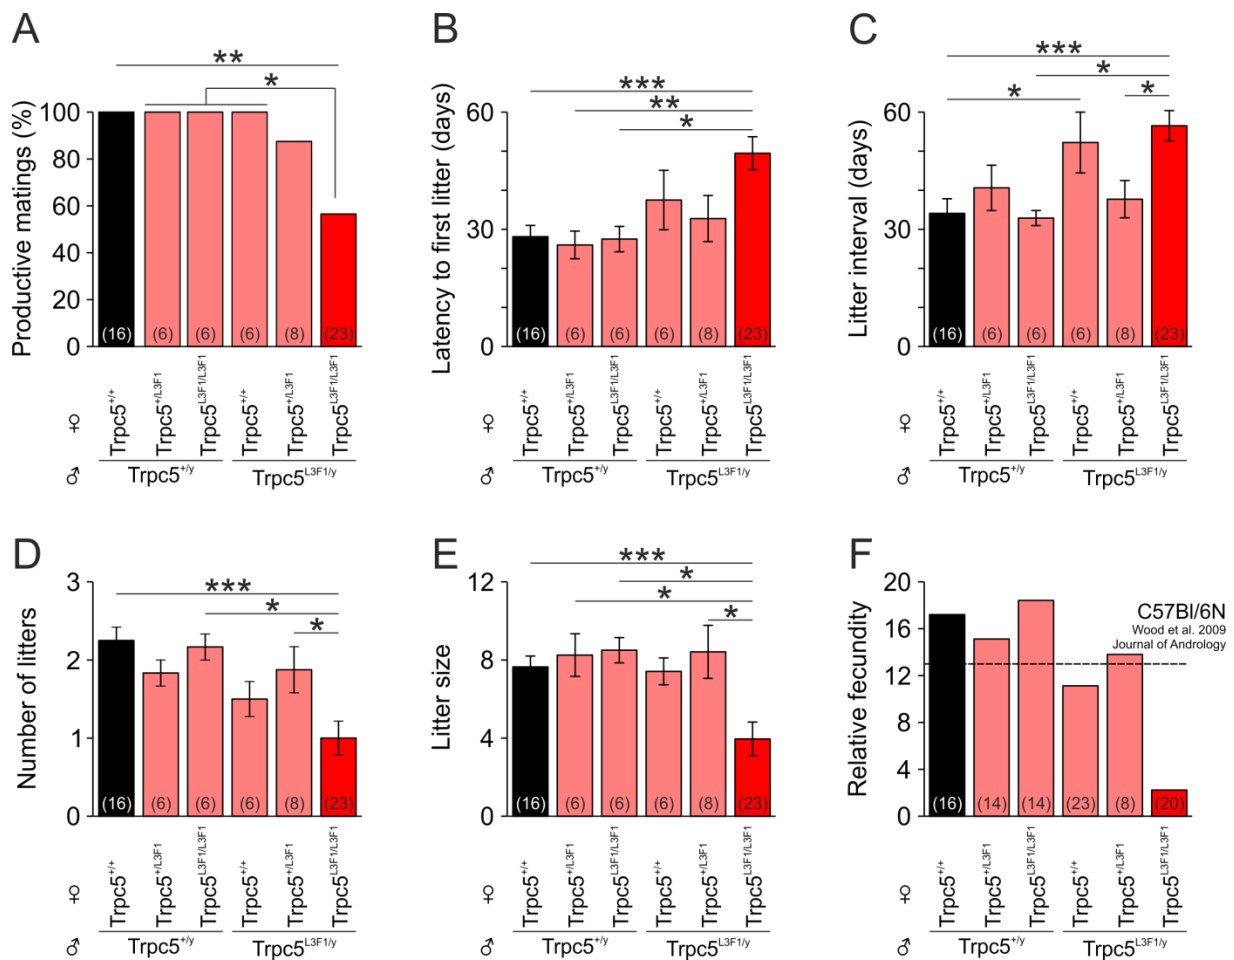 A
**
*
Productive matings (%)
100
80
60
40
20
0
(16)
(6)
(6)
(6)
(8)
(23)
♀
Trpc5+/+
Trpc5+/L3F1
Trpc5L3F1/L3F1
Trpc5+/+
Trpc5+/L3F1
Trpc5L3F1/L3F1
♂
Trpc5+/y
Trpc5L3F1/y
B
***
**
*
Latency to first litter (days)
60
30
0
(16)
(6)
(6)
(6)
(8)
(23)
♀
Trpc5+/+
Trpc5+/L3F1
Trpc5L3F1/L3F1
Trpc5+/+
Trpc5+/L3F1
Trpc5L3F1/L3F1
♂
Trpc5+/y
Trpc5L3F1/y
C
***
*
*
*
Litter interval (days)
60
30
0
(16)
(6)
(6)
(6)
(8)
(23)
♀
Trpc5+/+
Trpc5+/L3F1
Trpc5L3F1/L3F1
Trpc5+/+
Trpc5+/L3F1
Trpc5L3F1/L3F1
♂
Trpc5+/y
Trpc5L3F1/y
D
***
*
*
Number of litters
3
2
1
0
(16)
(6)
(6)
(6)
(8)
(23)
♀
Trpc5+/+
Trpc5+/L3F1
Trpc5L3F1/L3F1
Trpc5+/+
Trpc5+/L3F1
Trpc5L3F1/L3F1
♂
Trpc5+/y
Trpc5L3F1/y
E
***
*
*
*
Litter size
12
8
4
0
(16)
(6)
(6)
(6)
(8)
(23)
♀
Trpc5+/+
Trpc5+/L3F1
Trpc5L3F1/L3F1
Trpc5+/+
Trpc5+/L3F1
Trpc5L3F1/L3F1
♂
Trpc5+/y
Trpc5L3F1/y
F
Relative fecundity
20
16
12
8
4
0
C57Bl/6N
Wood et al. 2009
Journal of Andrology
(16)
(14)
(14)
(23)
(8)
(20)
♀
Trpc5+/+
Trpc5+/L3F1
Trpc5L3F1/L3F1
Trpc5+/+
Trpc5+/L3F1
Trpc5L3F1/L3F1
♂
Trpc5+/y
Trpc5L3F1/y